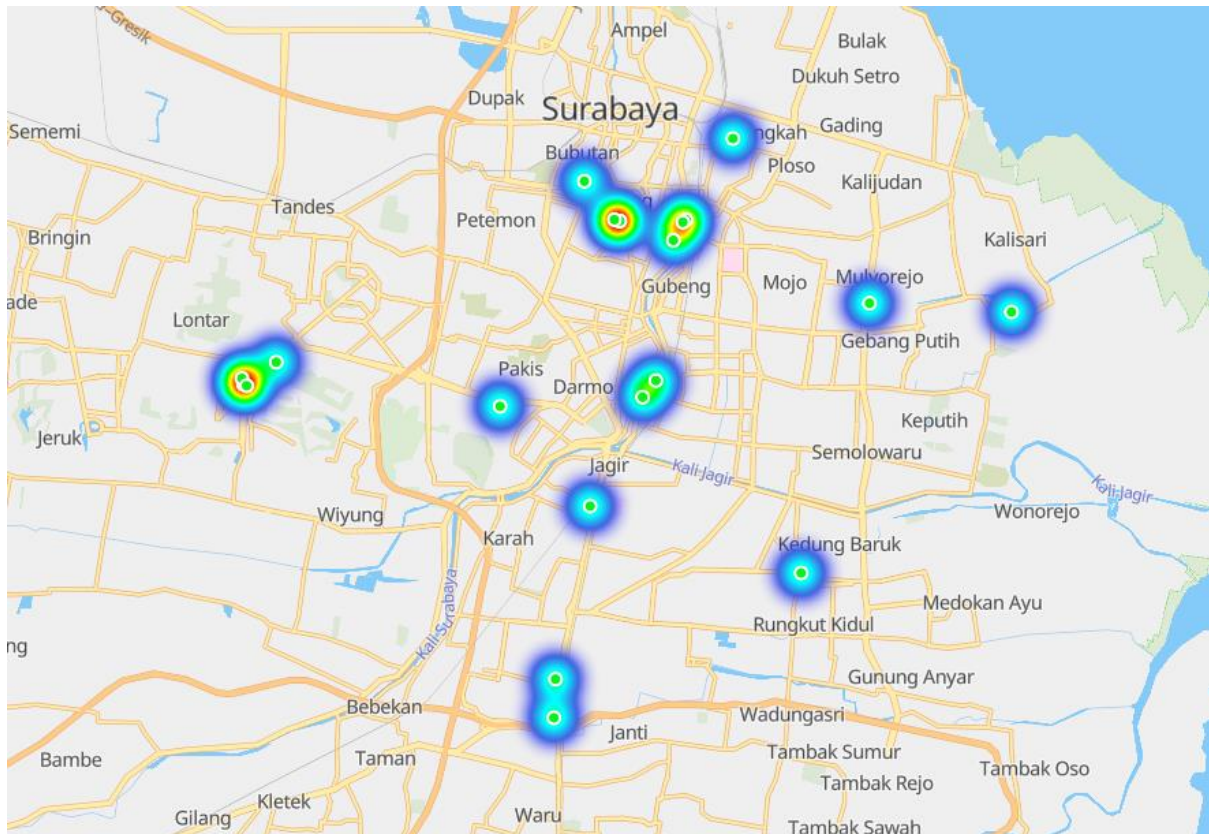 -Gresik
Ampel
Bulak
Dukuh Setro
Dupak
Surabaya
Sememi
ngkah
Gading
Bubutan
Ploso
Kalijudan
Tandes
Petemon
Bringin
Kalisari
Gubeng
Mojo
Mulyorejo
ade
Lontar
Gebang Putih
Pakis
Darmo
Keputih
Jeruk
Semolowaru
Jagir
Kali Jagir
Kali Jagir
Wiyung
Wonorejo
Karah
Kedung Baruk
Kali Surabaya
Medokan Ayu
Rungkut Kidul
ng
Gunung Anyar
Bebekan
Wadungasri
Janti
Bambe
Taman
Tambak Sumur
Tambak Oso
Tambak Rejo
Kletek
Gilang
Waru
Tambak Sawah